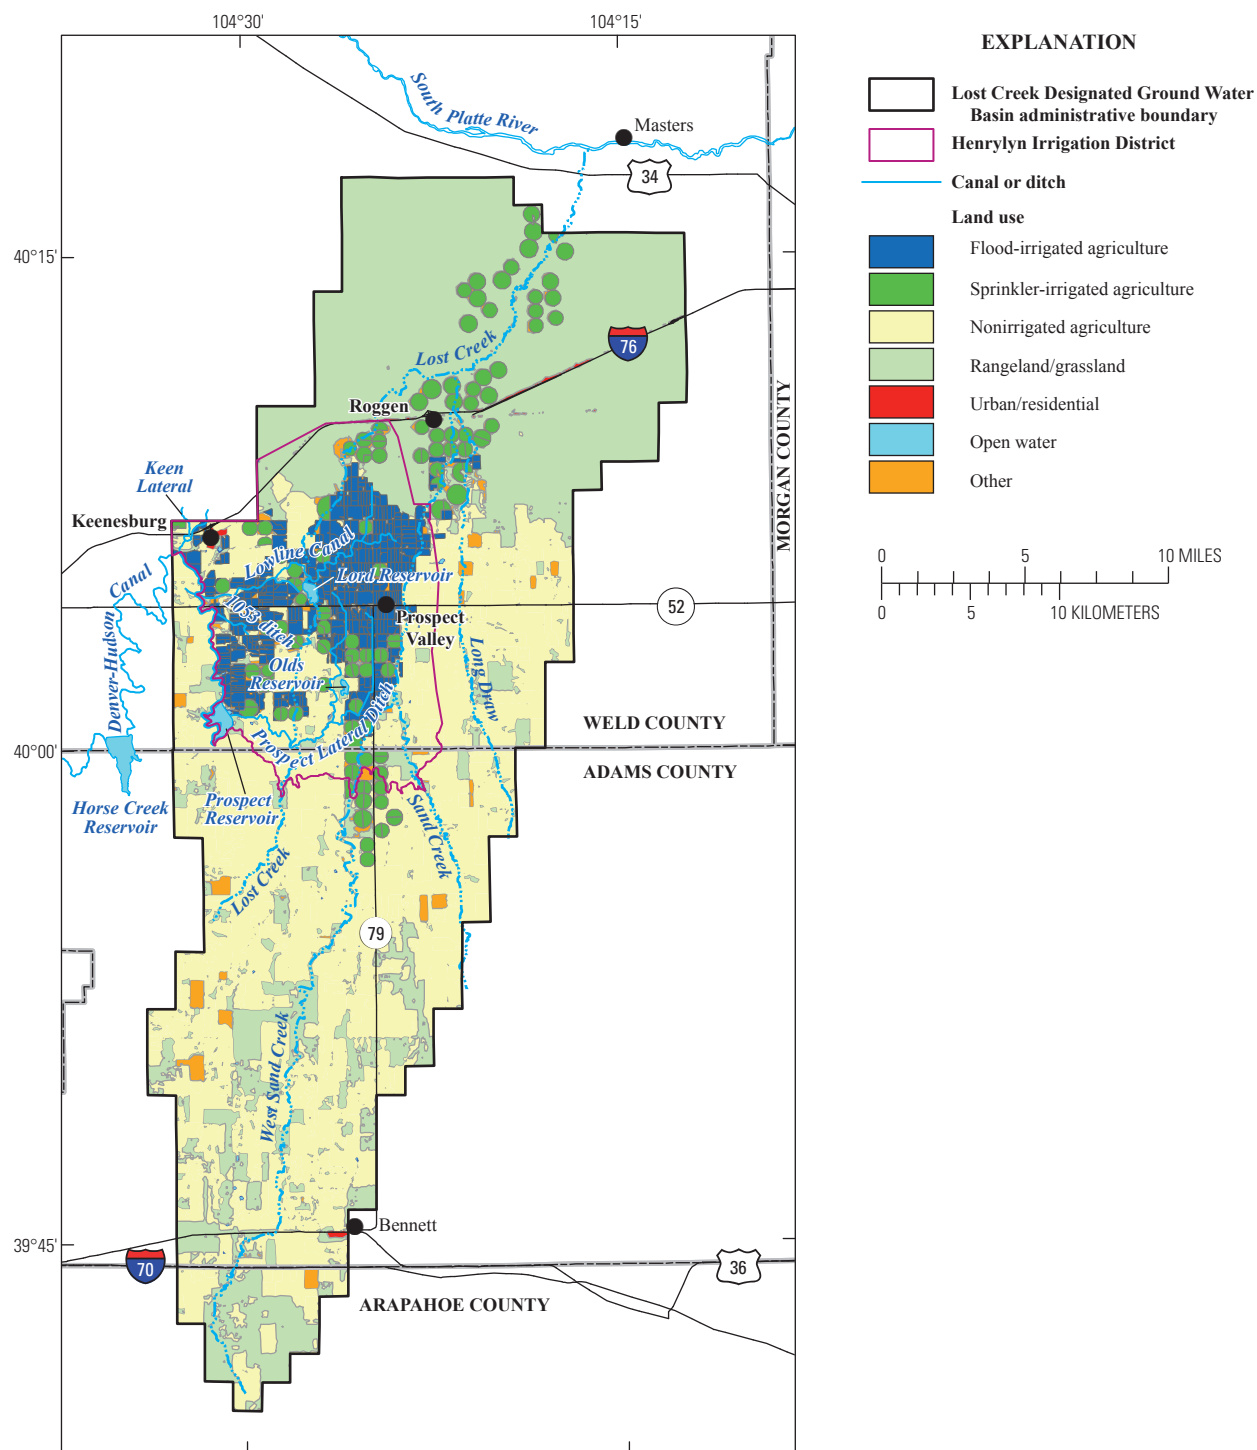 104°30'
104°15'
South Platte River
Masters
34
40°15'
76
Lost Creek
Roggen
MORGAN COUNTY
Keen
Lateral
Keenesburg
Canal
Lowline Canal
Lord Reservoir
1053 ditch
52
Prospect
Valley
Denver-Hudson
Olds
Reservoir
Long Draw
Prospect Lateral Ditch
WELD COUNTY
40°00'
ADAMS COUNTY
Horse Creek
Reservoir
Prospect
Reservoir
Sand Creek
Lost Creek
79
West Sand Creek
Bennett
39°45'
70
36
ARAPAHOE COUNTY
EXPLANATION
Lost Creek Designated Ground Water
Basin administrative boundary
Henrylyn Irrigation District
Canal or ditch
Land use
Flood-irrigated agriculture
Sprinkler-irrigated agriculture
Nonirrigated agriculture
Rangeland/grassland
Urban/residential
Open water
Other
0 5 10 MILES
0 5 10 KILOMETERS